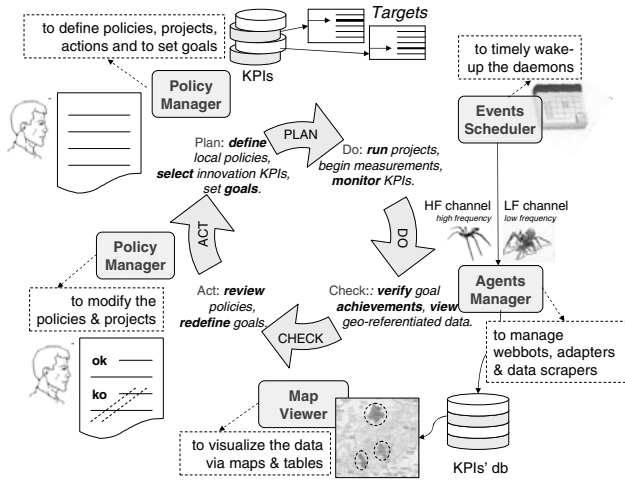 to define policies, projects,
actions and to set goals
Targets
KPIs
Policy
Manager
to timely wake-
up the daemons
Events
Scheduler
PLAN
Plan: define
local policies,
select innovation KPIs,
set goals.
Do: run projects,
begin measurements,
monitor KPIs.
HF channel
high frequency
LF channel
low frequency
DO
ACT
Policy
Manager
to modify the
policies & projects
Act: review
policies,
redefine goals.
Check:: verify goal
achievements, view
geo-referentiated data.
Agents
Manager
CHECK
to manage
webbots, adapters
& data scrapers
ok
ko
Map
Viewer
to visualize the data
via maps & tables
KPIs' db